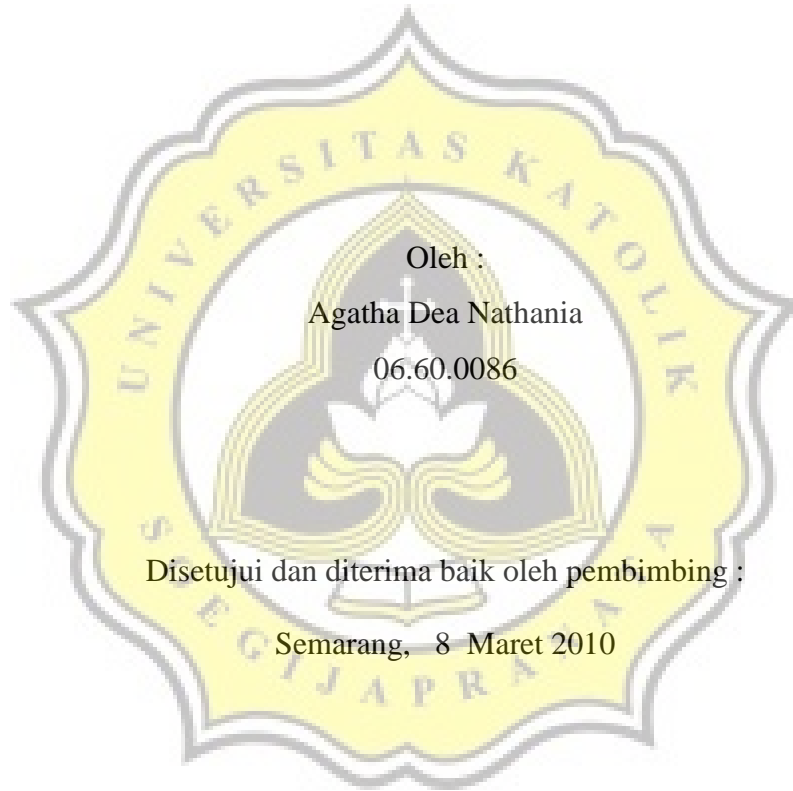 UNIVERSITAS KATOLIK
Oleh :
Agatha Dea Nathania
06.60.0086
Disetujui dan diterima baik oleh pembimbing :
Semarang, 8 Maret 2010
SOEGIJAPRANATA